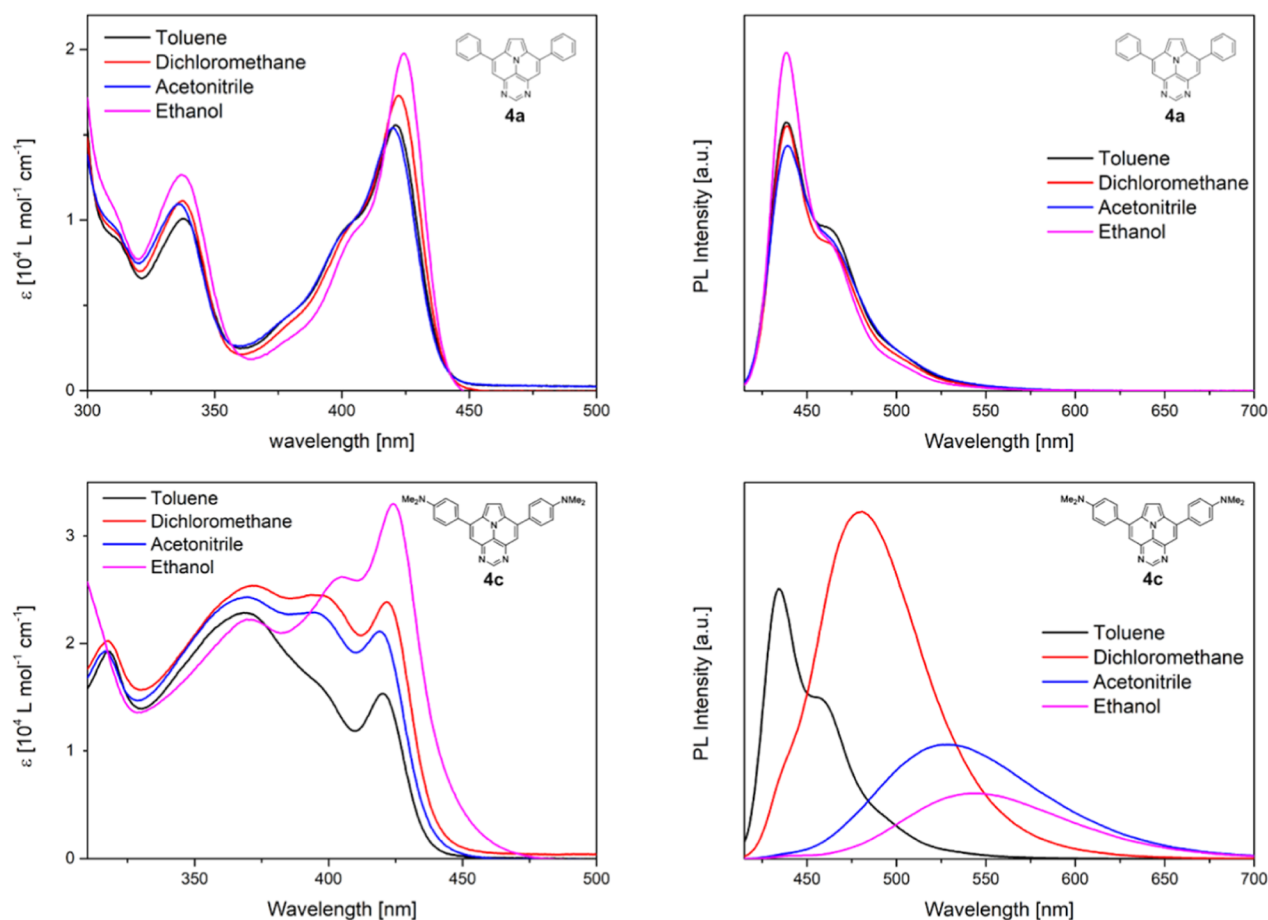 Toluene
Dichloromethane
Acetonitrile
Ethanol
N
N N
4a
ε [10⁴ L mol⁻¹ cm⁻¹]
2
1
0
300 350 400 450 500
wavelength [nm]
N
N N
4a
Toluene
Dichloromethane
Acetonitrile
Ethanol
PL Intensity [a.u.]
450 500 550 600 650 700
Wavelength [nm]
Toluene
Dichloromethane
Acetonitrile
Ethanol
Me₂N NMe₂
N
N N
4c
ε [10⁴ L mol⁻¹ cm⁻¹]
3
2
1
0
350 400 450 500
Wavelength [nm]
Me₂N NMe₂
N
N N
4c
Toluene
Dichloromethane
Acetonitrile
Ethanol
PL Intensity [a.u.]
450 500 550 600 650 700
Wavelength [nm]